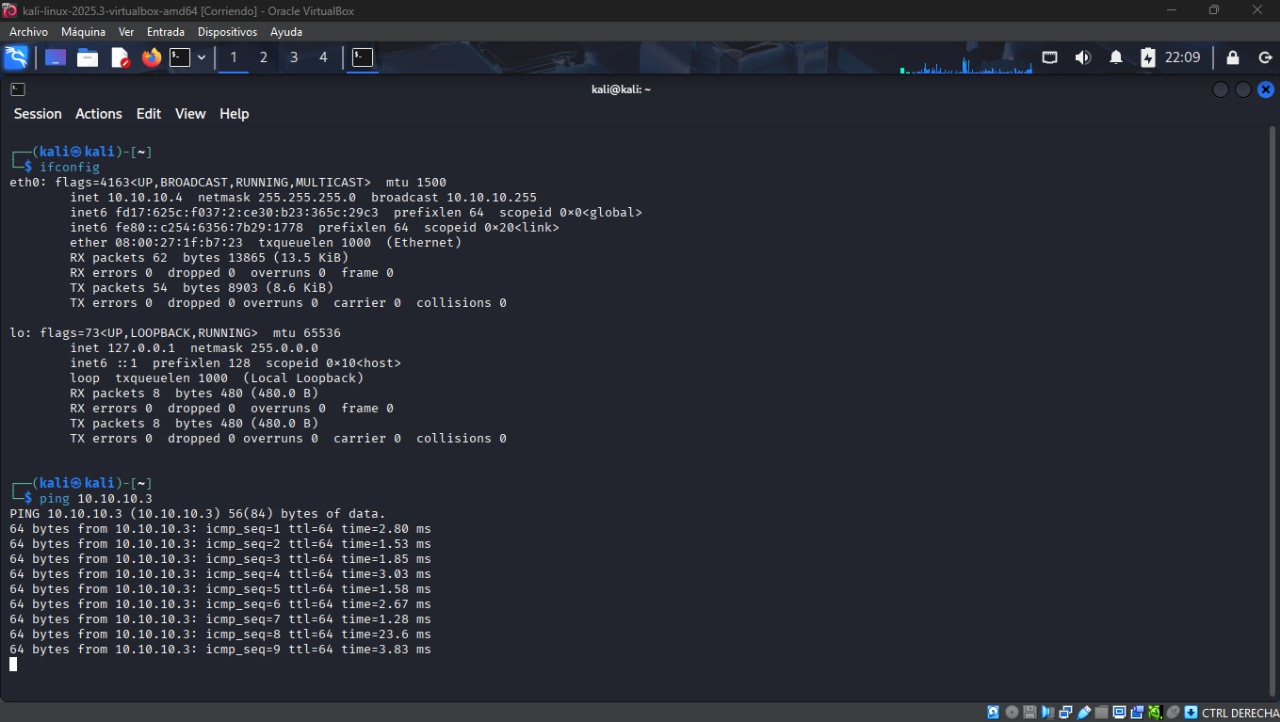 kali-linux-2025.3-virtualbox-amd64 [Corriendo] - Oracle VirtualBox
Archivo Máquina Ver Entrada Dispositivos Ayuda
1 2 3 4 22:09
kali@kali: ~
Session Actions Edit View Help
┌──(kali㉿kali)-[~]
└─$ ifconfig
eth0: flags=4163<UP,BROADCAST,RUNNING,MULTICAST>  mtu 1500
        inet 10.10.10.4  netmask 255.255.255.0  broadcast 10.10.10.255
        inet6 fd17:625c:f037:2:ce30:b23:365c:29c3  prefixlen 64  scopeid 0x0<global>
        inet6 fe80::c254:6356:7b29:1778  prefixlen 64  scopeid 0x20<link>
        ether 08:00:27:1f:b7:23  txqueuelen 1000  (Ethernet)
        RX packets 62  bytes 13865 (13.5 KiB)
        RX errors 0  dropped 0  overruns 0  frame 0
        TX packets 54  bytes 8903 (8.6 KiB)
        TX errors 0  dropped 0 overruns 0  carrier 0  collisions 0
lo: flags=73<UP,LOOPBACK,RUNNING>  mtu 65536
        inet 127.0.0.1  netmask 255.0.0.0
        inet6 ::1  prefixlen 128  scopeid 0x10<host>
        loop  txqueuelen 1000  (Local Loopback)
        RX packets 8  bytes 480 (480.0 B)
        RX errors 0  dropped 0  overruns 0  frame 0
        TX packets 8  bytes 480 (480.0 B)
        TX errors 0  dropped 0 overruns 0  carrier 0  collisions 0
┌──(kali㉿kali)-[~]
└─$ ping 10.10.10.3
PING 10.10.10.3 (10.10.10.3) 56(84) bytes of data.
64 bytes from 10.10.10.3: icmp_seq=1 ttl=64 time=2.80 ms
64 bytes from 10.10.10.3: icmp_seq=2 ttl=64 time=1.53 ms
64 bytes from 10.10.10.3: icmp_seq=3 ttl=64 time=1.85 ms
64 bytes from 10.10.10.3: icmp_seq=4 ttl=64 time=3.03 ms
64 bytes from 10.10.10.3: icmp_seq=5 ttl=64 time=1.58 ms
64 bytes from 10.10.10.3: icmp_seq=6 ttl=64 time=2.67 ms
64 bytes from 10.10.10.3: icmp_seq=7 ttl=64 time=1.28 ms
64 bytes from 10.10.10.3: icmp_seq=8 ttl=64 time=23.6 ms
64 bytes from 10.10.10.3: icmp_seq=9 ttl=64 time=3.83 ms
CTRL DERECHA